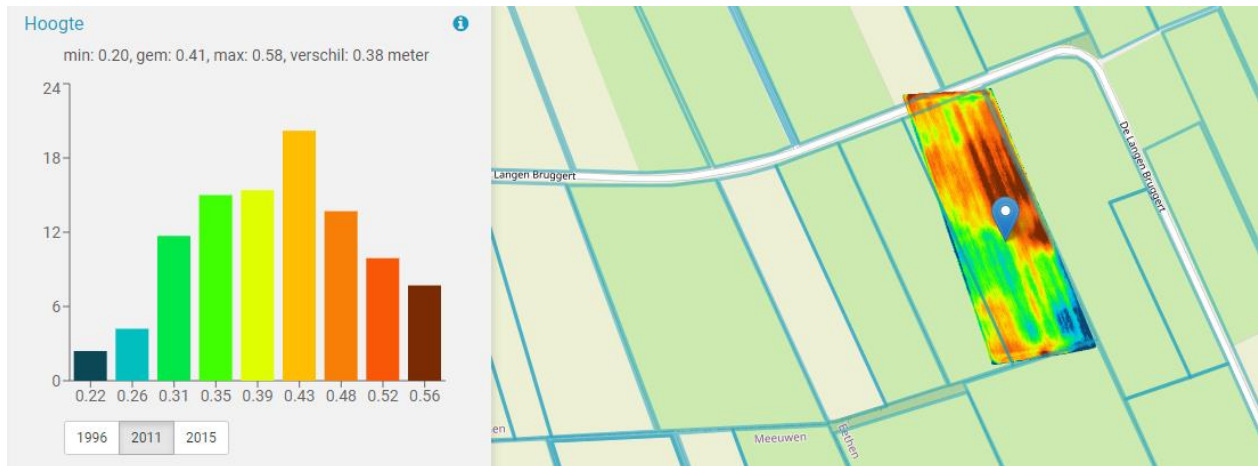 Hoogte
min: 0.20, gem: 0.41, max: 0.58, verschil: 0.38 meter
24
18
12
6
0
0.22 0.26 0.31 0.35 0.39 0.43 0.48 0.52 0.56
1996 2011 2015
Langen Bruggert
De Langen Bruggert
en
Meeuwen
Eethen